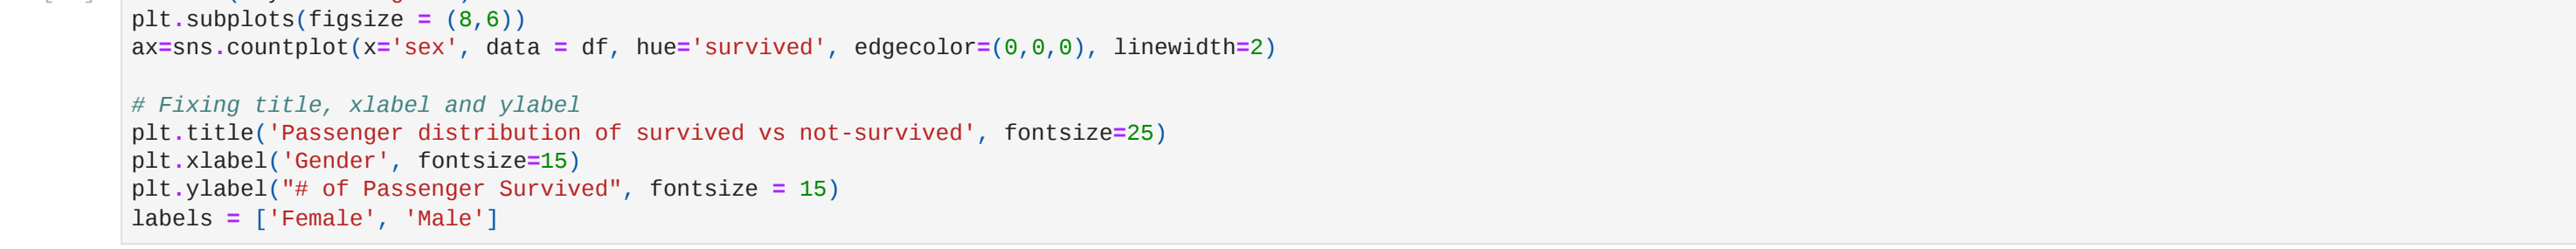 plt.subplots(figsize = (8,6))
ax=sns.countplot(x='sex', data = df, hue='survived', edgecolor=(0,0,0), linewidth=2)
# Fixing title, xlabel and ylabel
plt.title('Passenger distribution of survived vs not-survived', fontsize=25)
plt.xlabel('Gender', fontsize=15)
plt.ylabel("# of Passenger Survived", fontsize = 15)
labels = ['Female', 'Male']